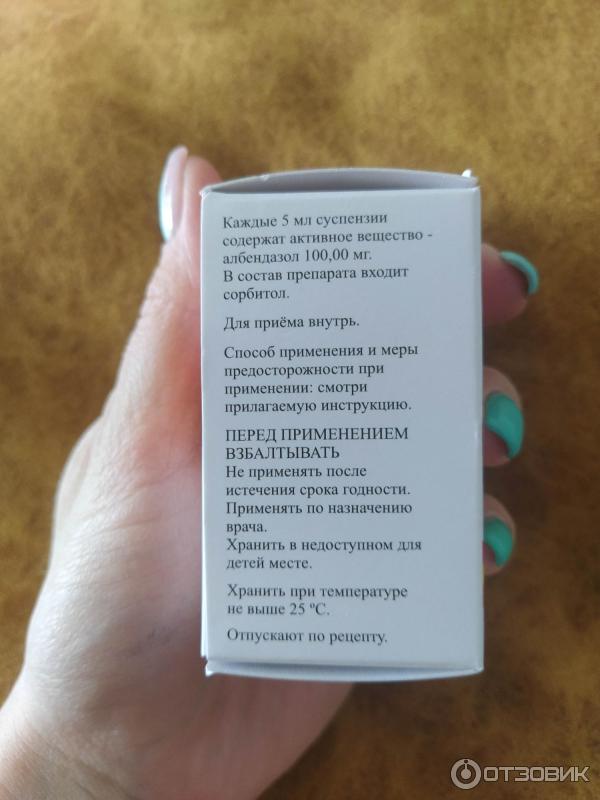 Каждые 5 мл суспензии
содержат активное вещество -
албендазол 100,00 мг.
В состав препарата входит
сорбитол.
Для приёма внутрь.
Способ применения и меры
предосторожности при
применении: смотри
прилагаемую инструкцию.
ПЕРЕД ПРИМЕНЕНИЕМ
ВЗБАЛТЫВАТЬ
Не применять после
истечения срока годности.
Применять по назначению
врача.
Хранить в недоступном для
детей месте.
Хранить при температуре
не выше 25 ºС.
Отпускают по рецепту.
ОТЗОВИК